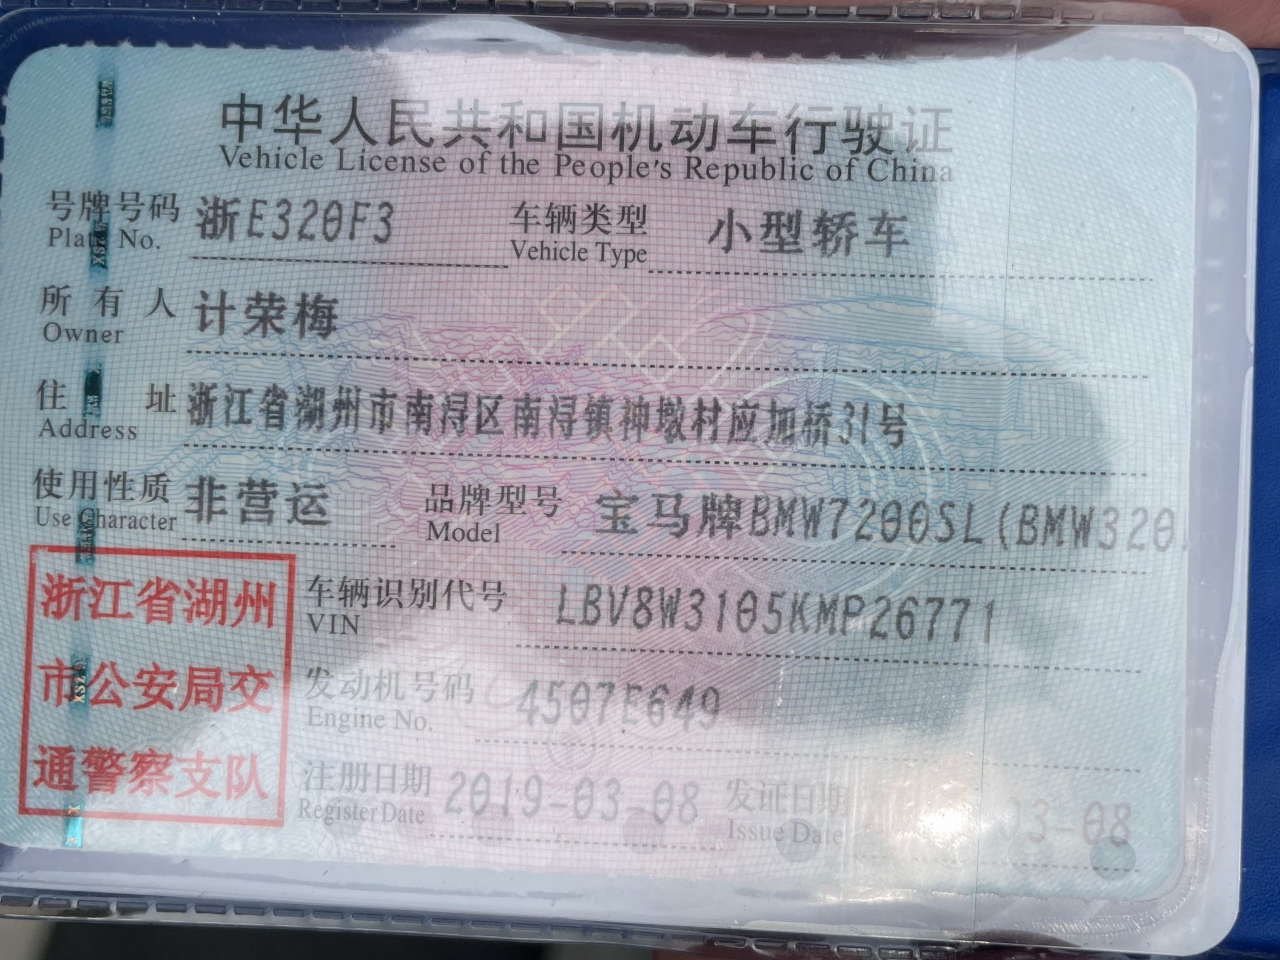 中华人民共和国机动车行驶证
Vehicle License of the People's Republic of China
号牌号码 浙E320F3 车辆类型 小型轿车
Plate No. Vehicle Type
所有人 计荣梅
Owner
住址 浙江省湖州市南浔区南浔镇神墩村应加桥31号
Address
使用性质 非营运 品牌型号 宝马牌BMW7200SL(BMW320
Use Character Model
浙江省湖州
市公安局交
通警察支队
车辆识别代号 LBV8W3105KMP26771
VIN
发动机号码 4507E649
Engine No.
注册日期 2019-03-08 发证日期 03-08
Register Date Issue Date